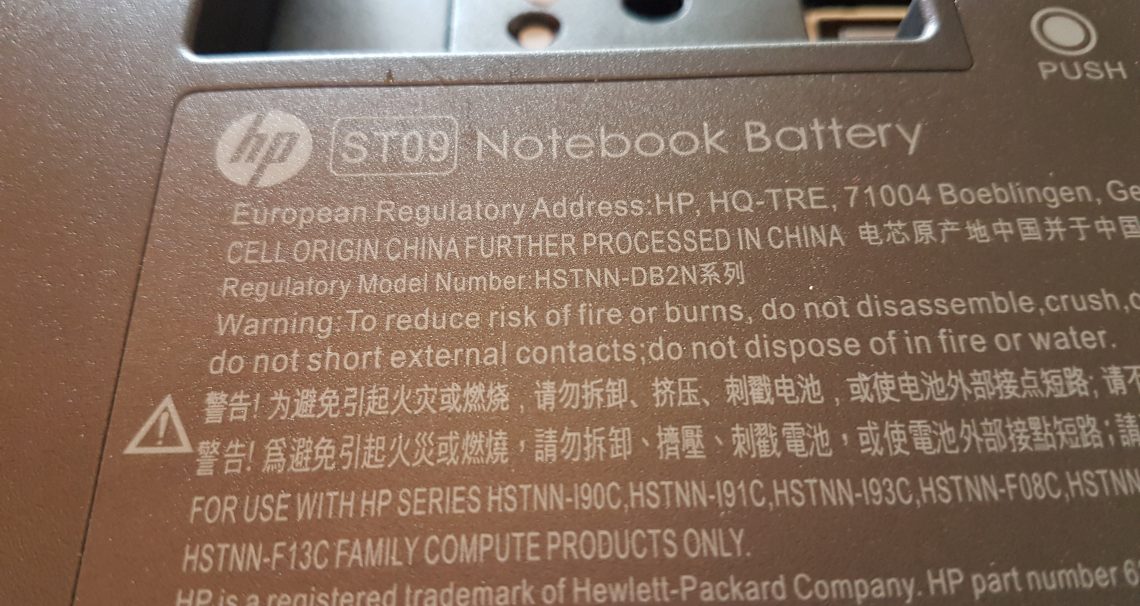 PUSH
hp ST09 Notebook Battery
European Regulatory Address:HP, HQ-TRE, 71004 Boeblingen,
CELL ORIGIN CHINA FURTHER PROCESSED IN CHINA 电芯原产地中国并于中国
Regulatory Model Number:HSTNN-DB2N系列
Warning:To reduce risk of fire or burns, do not disassemble,crush,
do not short external contacts;do not dispose of in fire or water.
警告! 为避免引起火灾或燃烧，请勿拆卸、挤压、刺戳电池，或使电池外部接点短路; 请不
警告! 爲避免引起火災或燃燒，請勿拆卸、擠壓、刺戳電池，或使電池外部接點短路；請
FOR USE WITH HP SERIES HSTNN-I90C,HSTNN-I91C,HSTNN-I93C,HSTNN-F08C,HSTNN
HSTNN-F13C FAMILY COMPUTE PRODUCTS ONLY.
HP is a registered trademark of Hewlett-Packard Company. HP part number